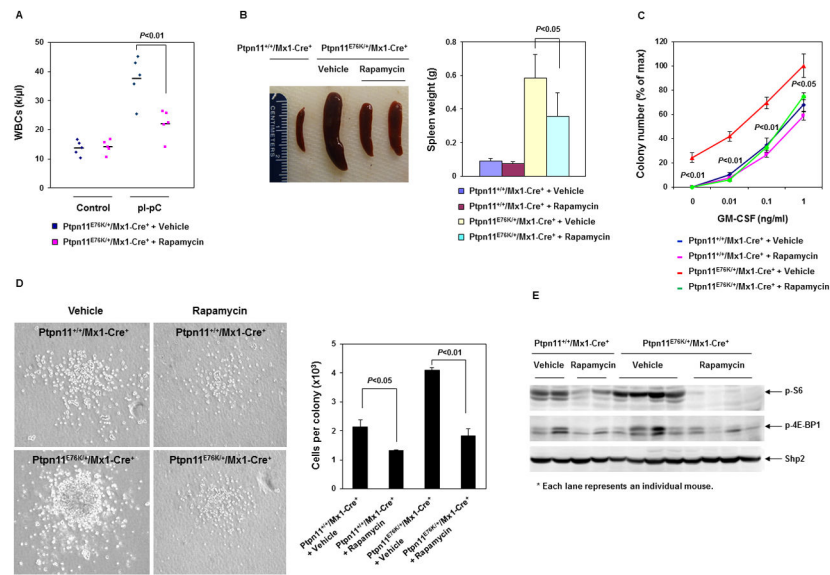 A
P<0.01
50
40
30
20
10
0
WBCs (k/µl)
Control
pI-pC
Ptpn11E76K/+/Mx1-Cre+ + Vehicle
Ptpn11E76K/+/Mx1-Cre+ + Rapamycin
B
Ptpn11+/+/Mx1-Cre+ Ptpn11E76K/+/Mx1-Cre+
Vehicle Rapamycin
CENTIMETERS
1
2
P<0.05
0.8
0.6
0.4
0.2
0
Spleen weight (g)
Ptpn11+/+/Mx1-Cre+ + Vehicle
Ptpn11+/+/Mx1-Cre+ + Rapamycin
Ptpn11E76K/+/Mx1-Cre+ + Vehicle
Ptpn11E76K/+/Mx1-Cre+ + Rapamycin
C
Colony number (% of max)
120
100
80
60
40
20
0
P<0.01
P<0.01
P<0.01
P<0.05
0 0.01 0.1 1
GM-CSF (ng/ml)
Ptpn11+/+/Mx1-Cre+ + Vehicle
Ptpn11+/+/Mx1-Cre+ + Rapamycin
Ptpn11E76K/+/Mx1-Cre+ + Vehicle
Ptpn11E76K/+/Mx1-Cre+ + Rapamycin
D
Vehicle Rapamycin
Ptpn11+/+/Mx1-Cre+ Ptpn11+/+/Mx1-Cre+
Ptpn11E76K/+/Mx1-Cre+ Ptpn11E76K/+/Mx1-Cre+
Cells per colony (x10³)
5
4
3
2
1
0
P<0.05
P<0.01
Ptpn11+/+/Mx1-Cre+
+ Vehicle
Ptpn11+/+/Mx1-Cre+
+ Rapamycin
Ptpn11E76K/+/Mx1-Cre+
+ Vehicle
Ptpn11E76K/+/Mx1-Cre+
+ Rapamycin
E
Ptpn11+/+/Mx1-Cre+ Ptpn11E76K/+/Mx1-Cre+
Vehicle Rapamycin Vehicle Rapamycin
p-S6
p-4E-BP1
Shp2
* Each lane represents an individual mouse.